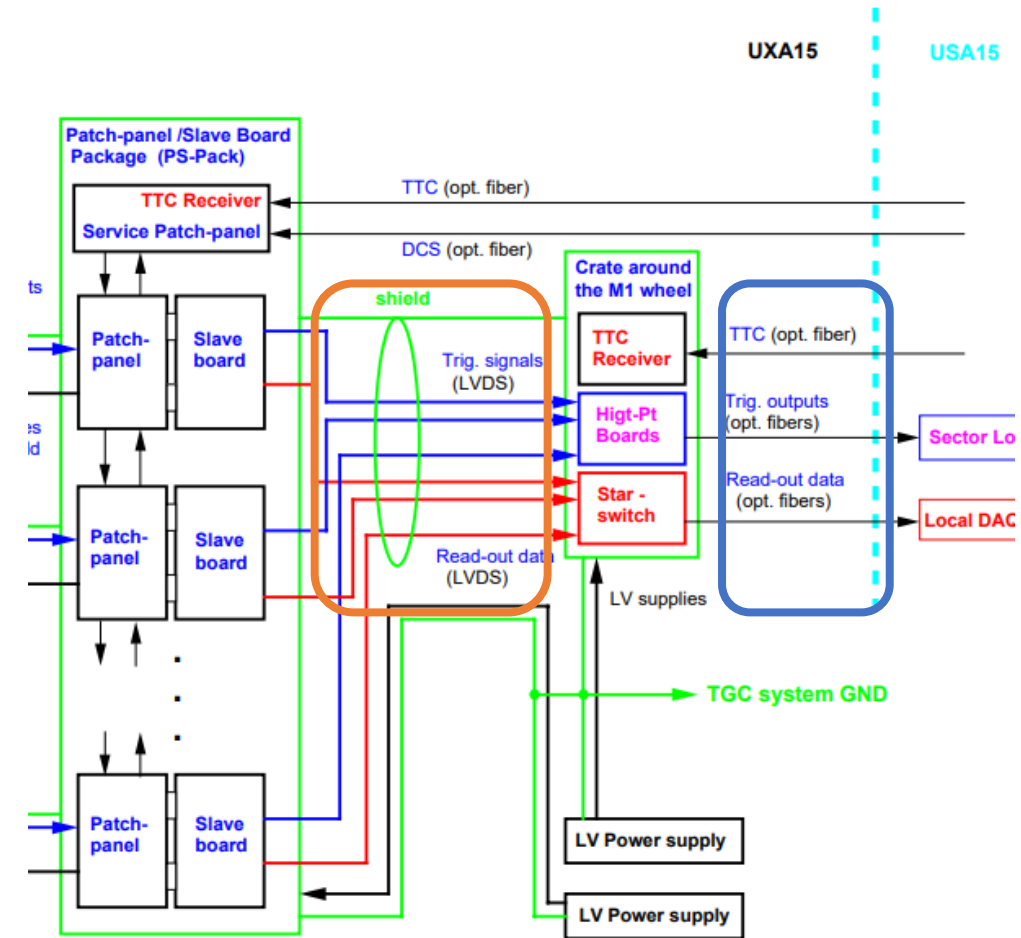 UXA15
USA15
Patch-panel /Slave Board
Package (PS-Pack)
TTC Receiver
Service Patch-panel
TTC (opt. fiber)
DCS (opt. fiber)
ts
shield
Crate around
the M1 wheel
Patch-
panel
Slave
board
Trig. signals
(LVDS)
TTC
Receiver
TTC (opt. fiber)
Higt-Pt
Boards
Trig. outputs
(opt. fibers)
Sector Lo
es
ld
Star -
switch
Read-out data
(opt. fibers)
Local DAQ
Patch-
panel
Slave
board
Read-out data
(LVDS)
LV supplies
TGC system GND
Patch-
panel
Slave
board
LV Power supply
LV Power supply